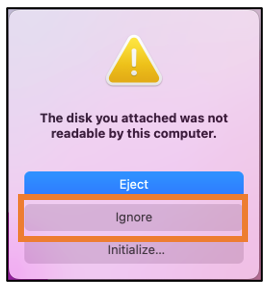 The disk you attached was not
readable by this computer.
Eject
Ignore
Initialize...